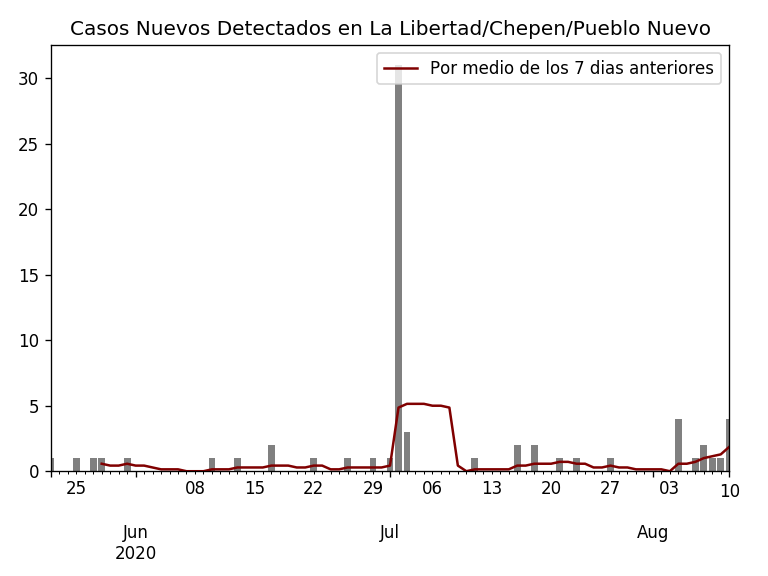 Casos Nuevos Detectados en La Libertad/Chepen/Pueblo Nuevo
Por medio de los 7 dias anteriores
30
25
20
15
10
5
0
25 08 15 22 29 06 13 20 27 03 10
Jun Jul Aug
2020